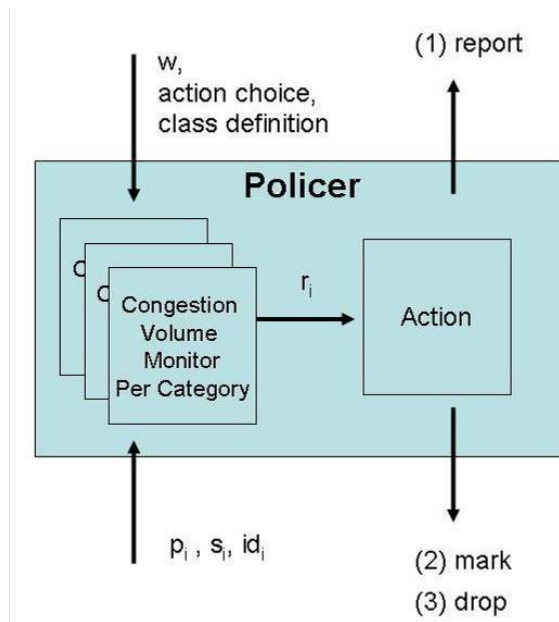 (1) report
w,
action choice,
class definition
Policer
C
C
Congestion
Volume
Monitor
Per Category
r_i
Action
p_i , s_i, id_i
(2) mark
(3) drop